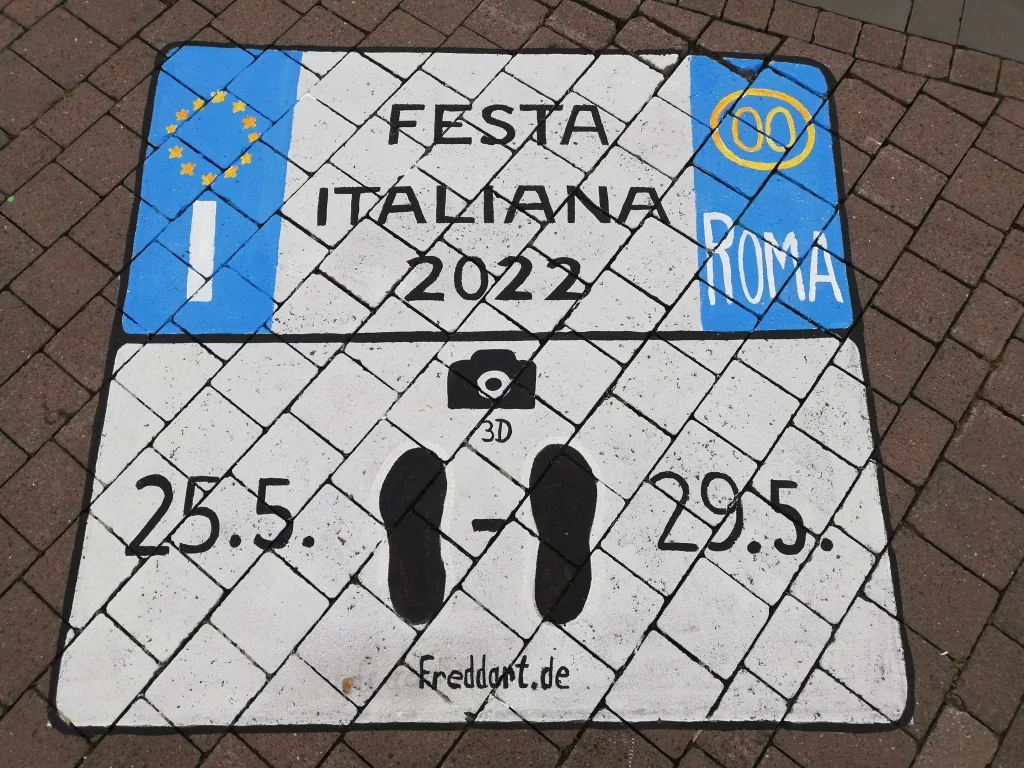 FESTA
ITALIANA
2022
I
00
ROMA
3D
25.5. - 29.5.
Freddart.de